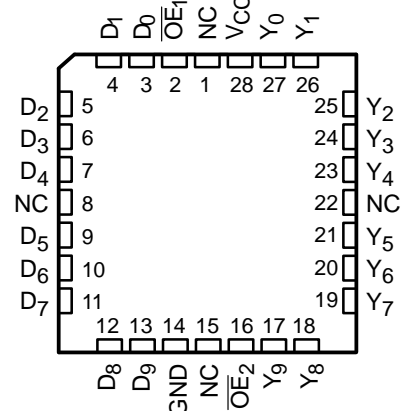 D1 D0 O̅E̅1 NC VCC Y0 Y1
4 3 2 1 28 27 26
D2 5 25 Y2
D3 6 24 Y3
D4 7 23 Y4
NC 8 22 NC
D5 9 21 Y5
D6 10 20 Y6
D7 11 19 Y7
12 13 14 15 16 17 18
D8 D9 GND NC O̅E̅2 Y9 Y8